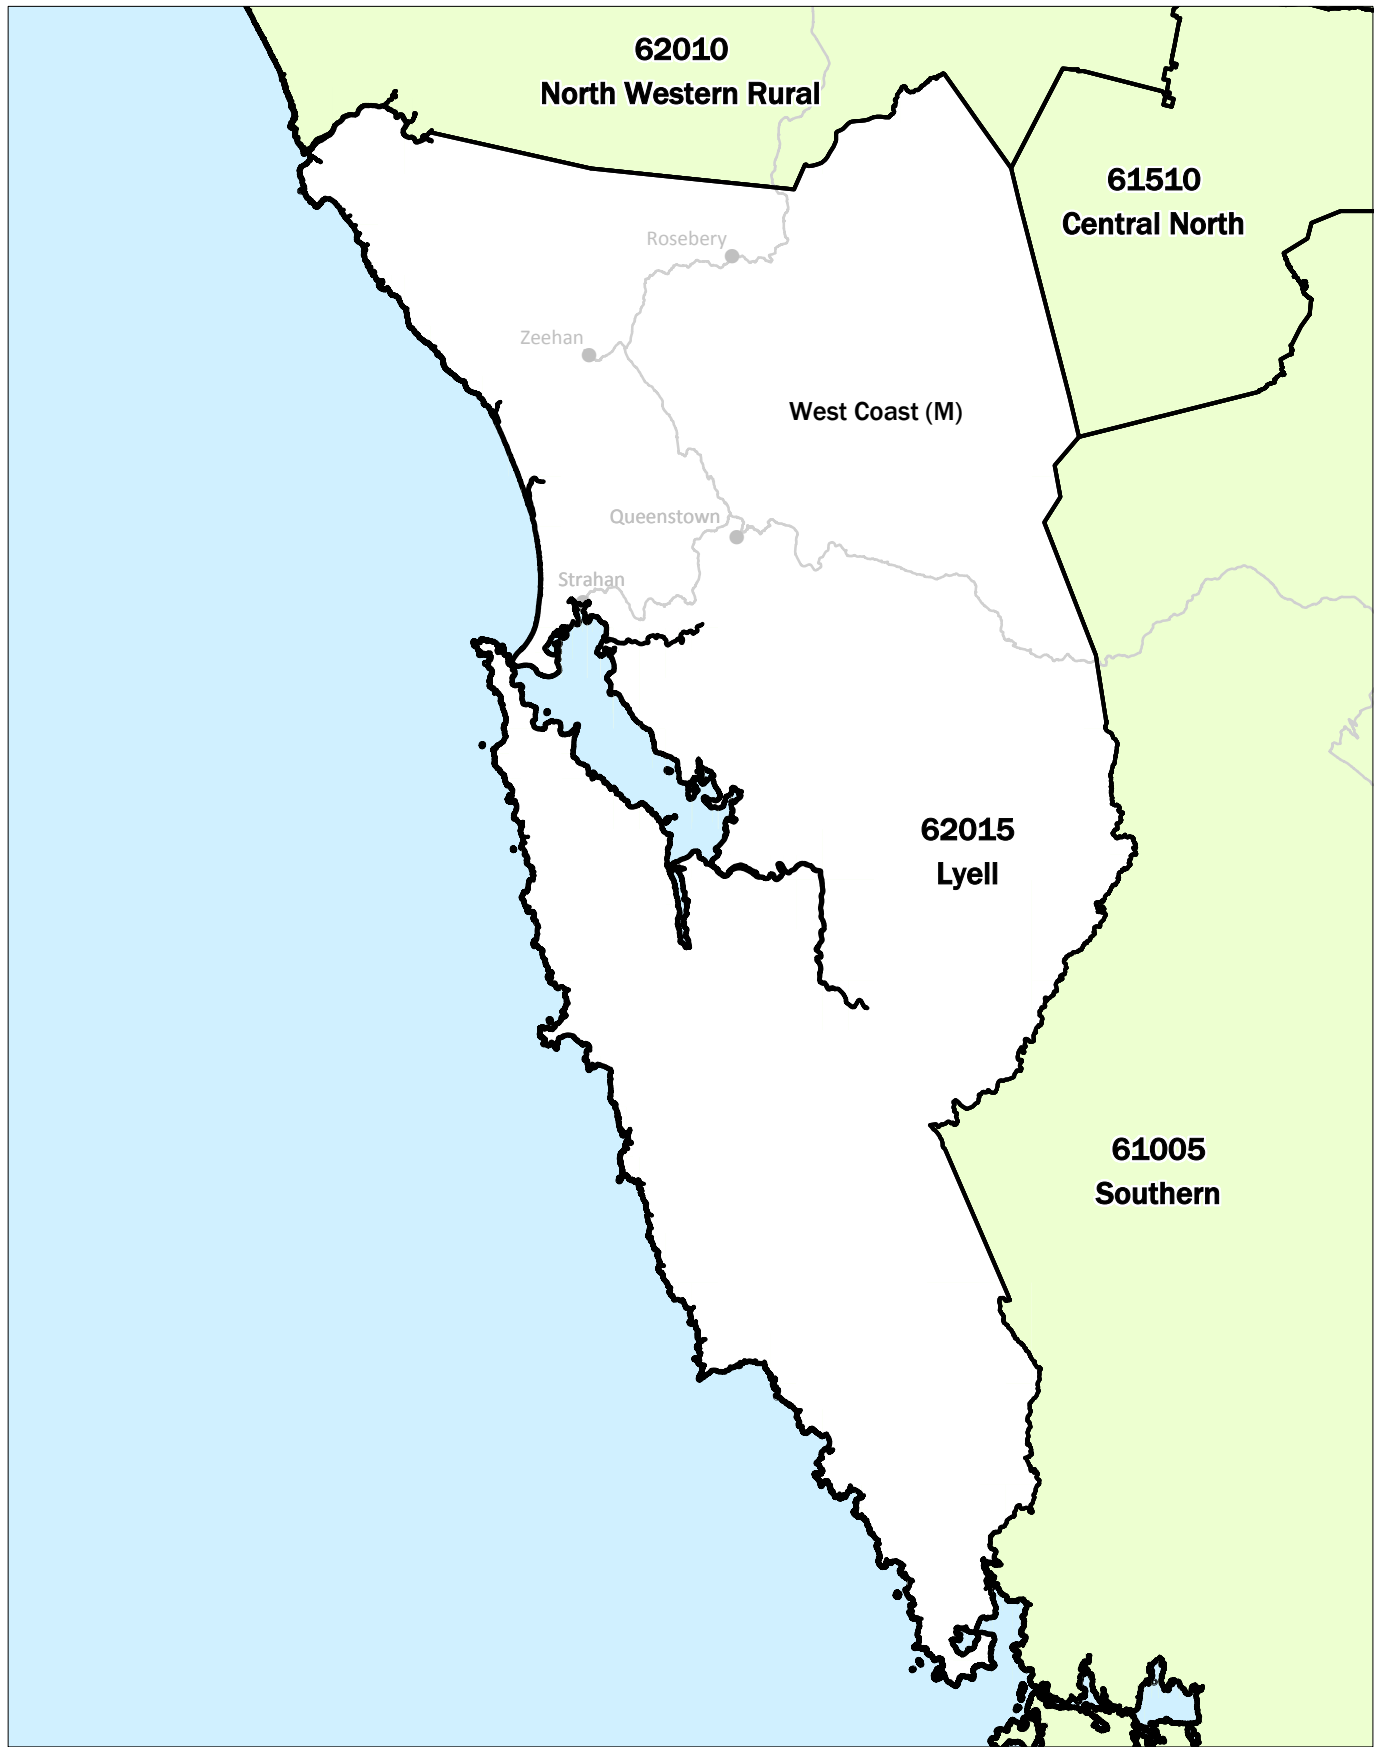 62010
North Western Rural
61510
Central North
Rosebery
Zeehan
West Coast (M)
Queenstown
Strahan
62015
Lyell
61005
Southern